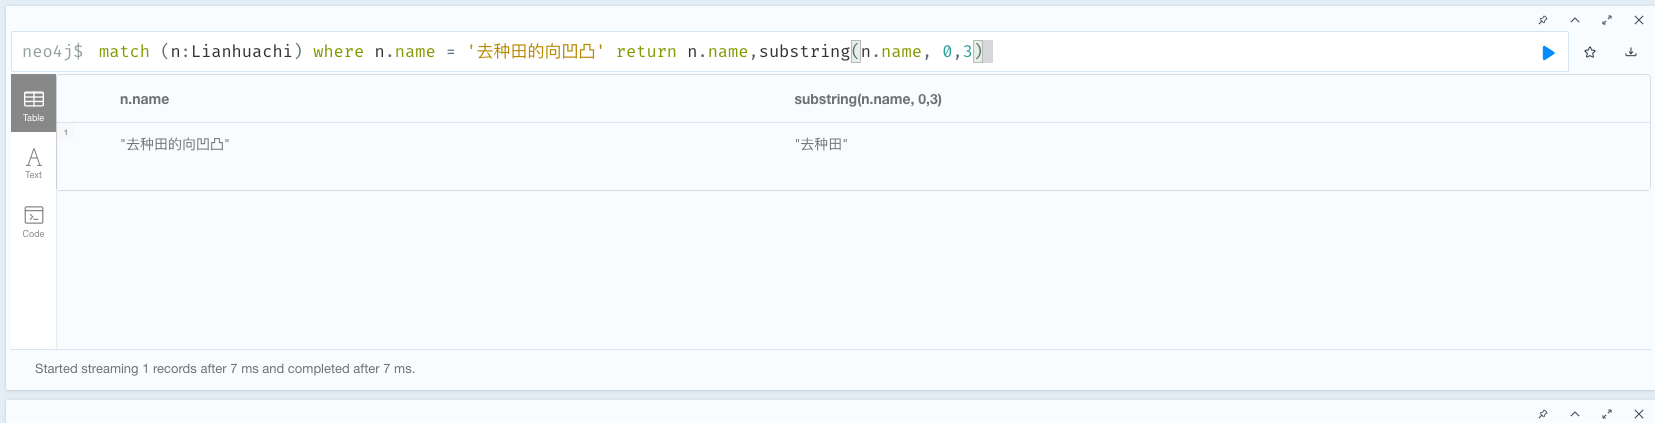 neo4j$ match (n:Lianhuachi) where n.name = '去种田的向凹凸' return n.name,substring(n.name, 0,3)
Table
n.name substring(n.name, 0,3)
1
"去种田的向凹凸" "去种田"
A
Text
Code
Started streaming 1 records after 7 ms and completed after 7 ms.